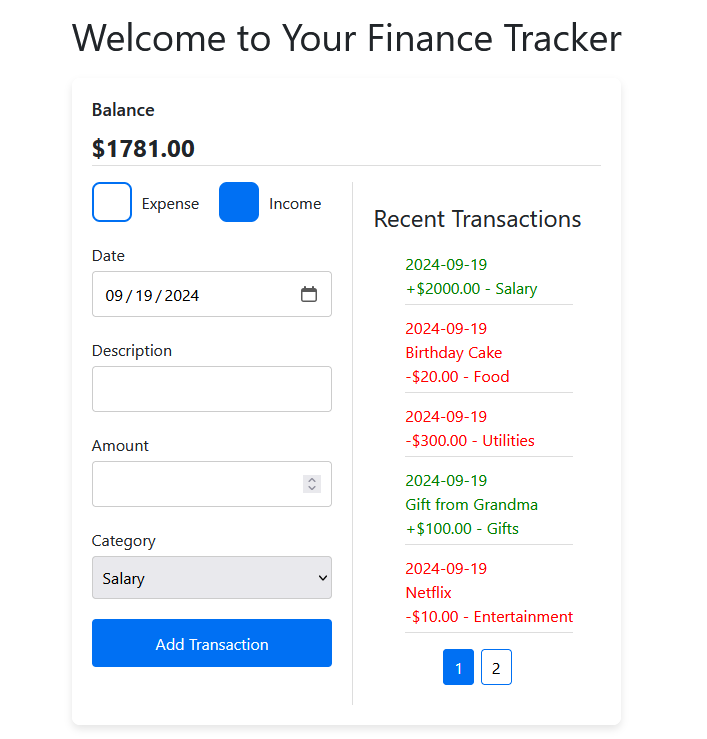 Welcome to Your Finance Tracker
Balance
$1781.00
Expense
Income
Date
09/19/2024
Description
Amount
Category
Salary
Add Transaction
Recent Transactions
2024-09-19
+$2000.00 - Salary
2024-09-19
Birthday Cake
-$20.00 - Food
2024-09-19
-$300.00 - Utilities
2024-09-19
Gift from Grandma
+$100.00 - Gifts
2024-09-19
Netflix
-$10.00 - Entertainment
1 2